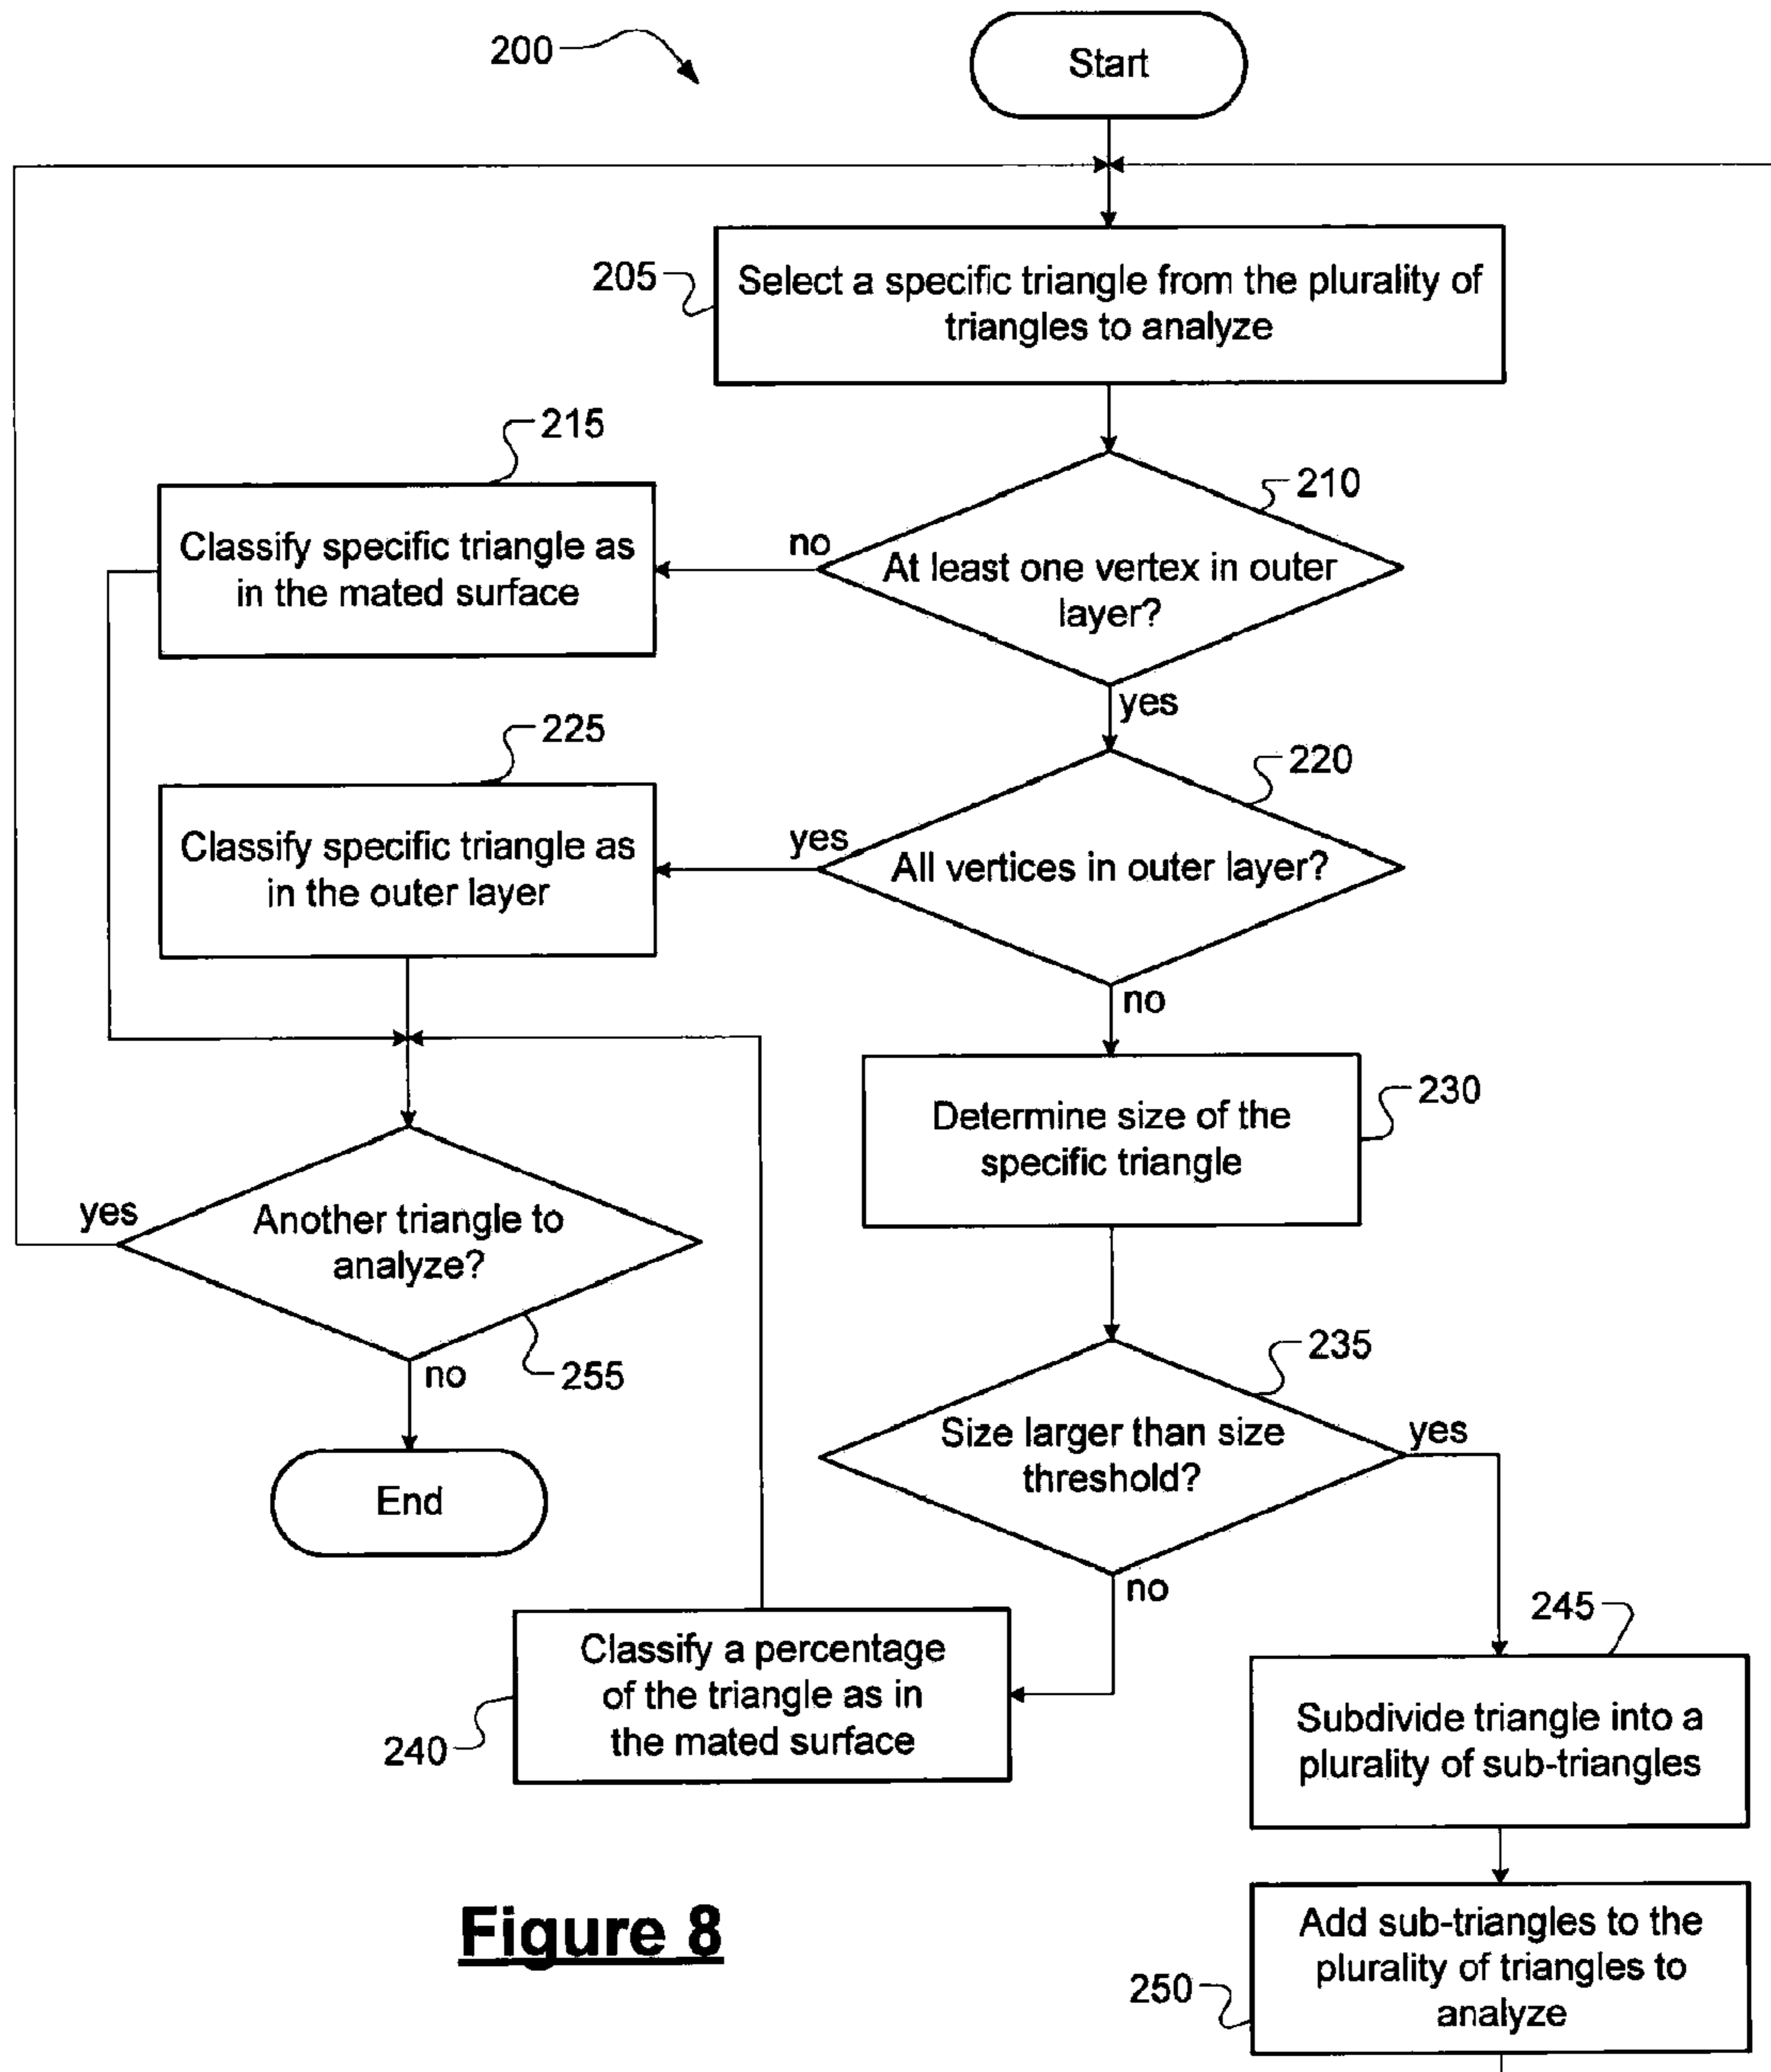 200
Start
205
Select a specific triangle from the plurality of
triangles to analyze
215
210
Classify specific triangle as
in the mated surface
no
At least one vertex in outer
layer?
yes
225
220
Classify specific triangle as
in the outer layer
yes
All vertices in outer layer?
no
230
Determine size of the
specific triangle
yes
Another triangle to
analyze?
255
no
235
Size larger than size
threshold?
yes
End
no
245
Classify a percentage
of the triangle as in
the mated surface
240
Subdivide triangle into a
plurality of sub-triangles
Add sub-triangles to the
plurality of triangles to
analyze
250
Figure 8